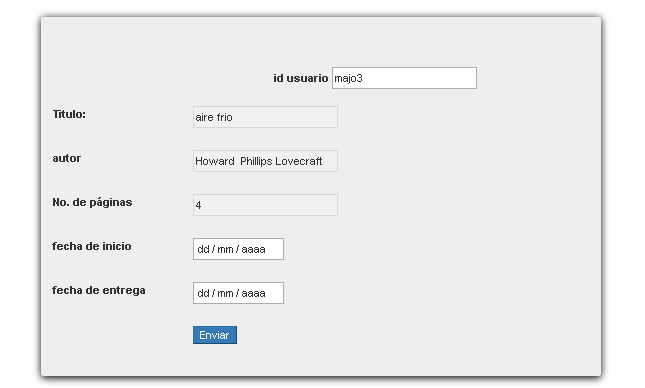 id usuario majo3
Titulo: aire frio
autor Howard Phillips Lovecraft
No. de páginas 4
fecha de inicio dd / mm / aaaa
fecha de entrega dd / mm / aaaa
Enviar